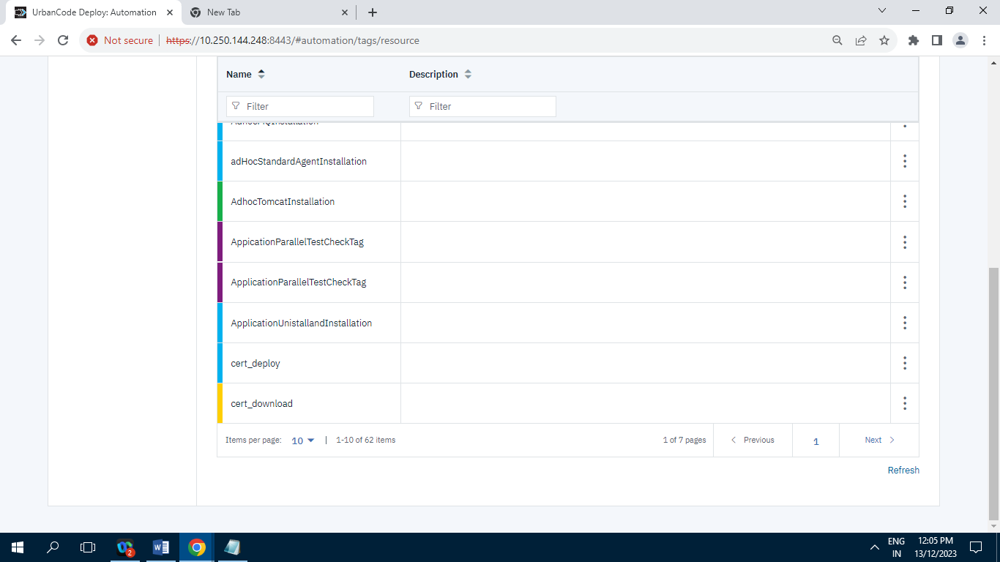 UrbanCode Deploy: Automation
New Tab
Not secure
https://10.250.144.248:8443/#automation/tags/resource
Name
Description
Filter
Filter
adHocStandardAgentInstallation
AdhocTomcatInstallation
AppicationParallelTestCheckTag
ApplicationParallelTestCheckTag
ApplicationUnistallandInstallation
cert_deploy
cert_download
Items per page: 10 | 1-10 of 62 items 1 of 7 pages Previous 1 Next
Refresh
2
ENG
IN
12:05 PM
13/12/2023